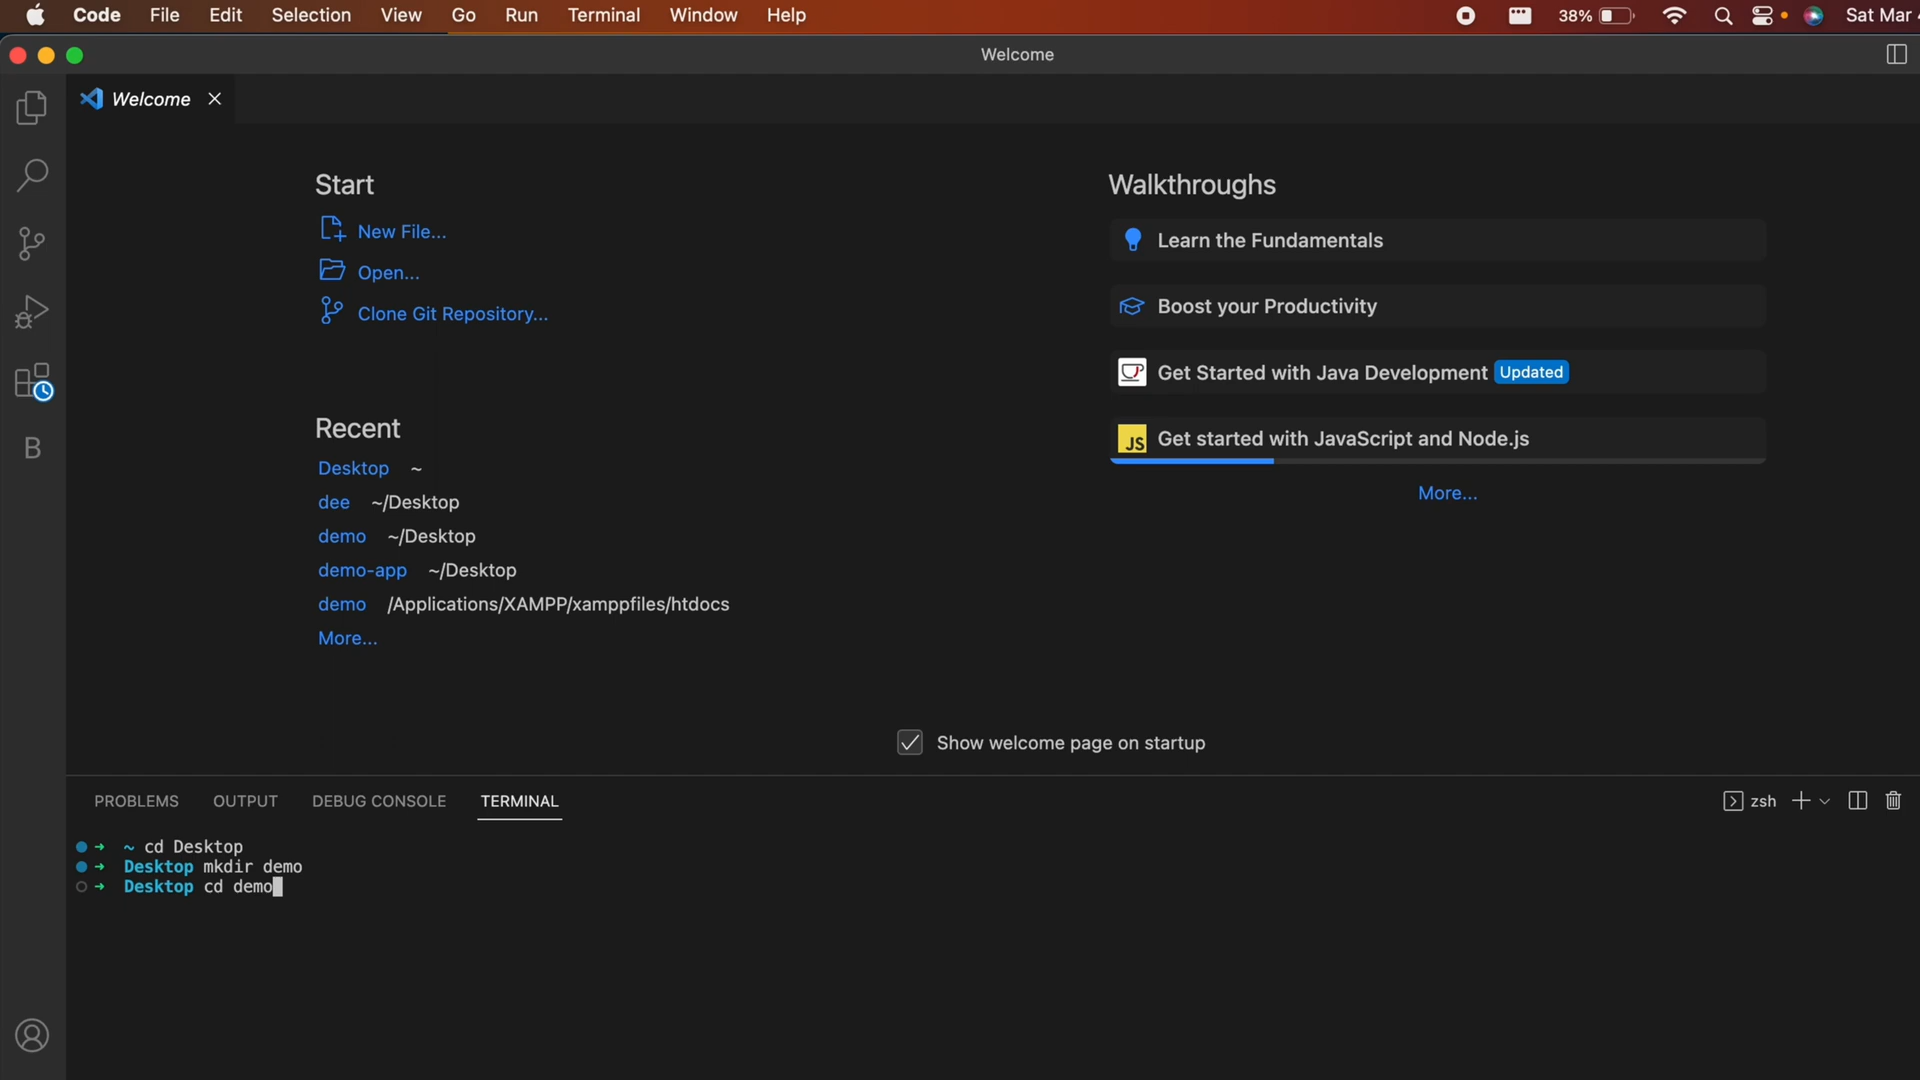 Code File Edit Selection View Go Run Terminal Window Help 38% Sat Mar
Welcome
Welcome
Start
New File...
Open...
Clone Git Repository...
Recent
Desktop ~
dee ~/Desktop
demo ~/Desktop
demo-app ~/Desktop
demo /Applications/XAMPP/xamppfiles/htdocs
More...
Walkthroughs
Learn the Fundamentals
Boost your Productivity
Get Started with Java Development Updated
JS Get started with JavaScript and Node.js
More...
Show welcome page on startup
PROBLEMS OUTPUT DEBUG CONSOLE TERMINAL zsh
→ ~ cd Desktop
→ Desktop mkdir demo
→ Desktop cd demo
B